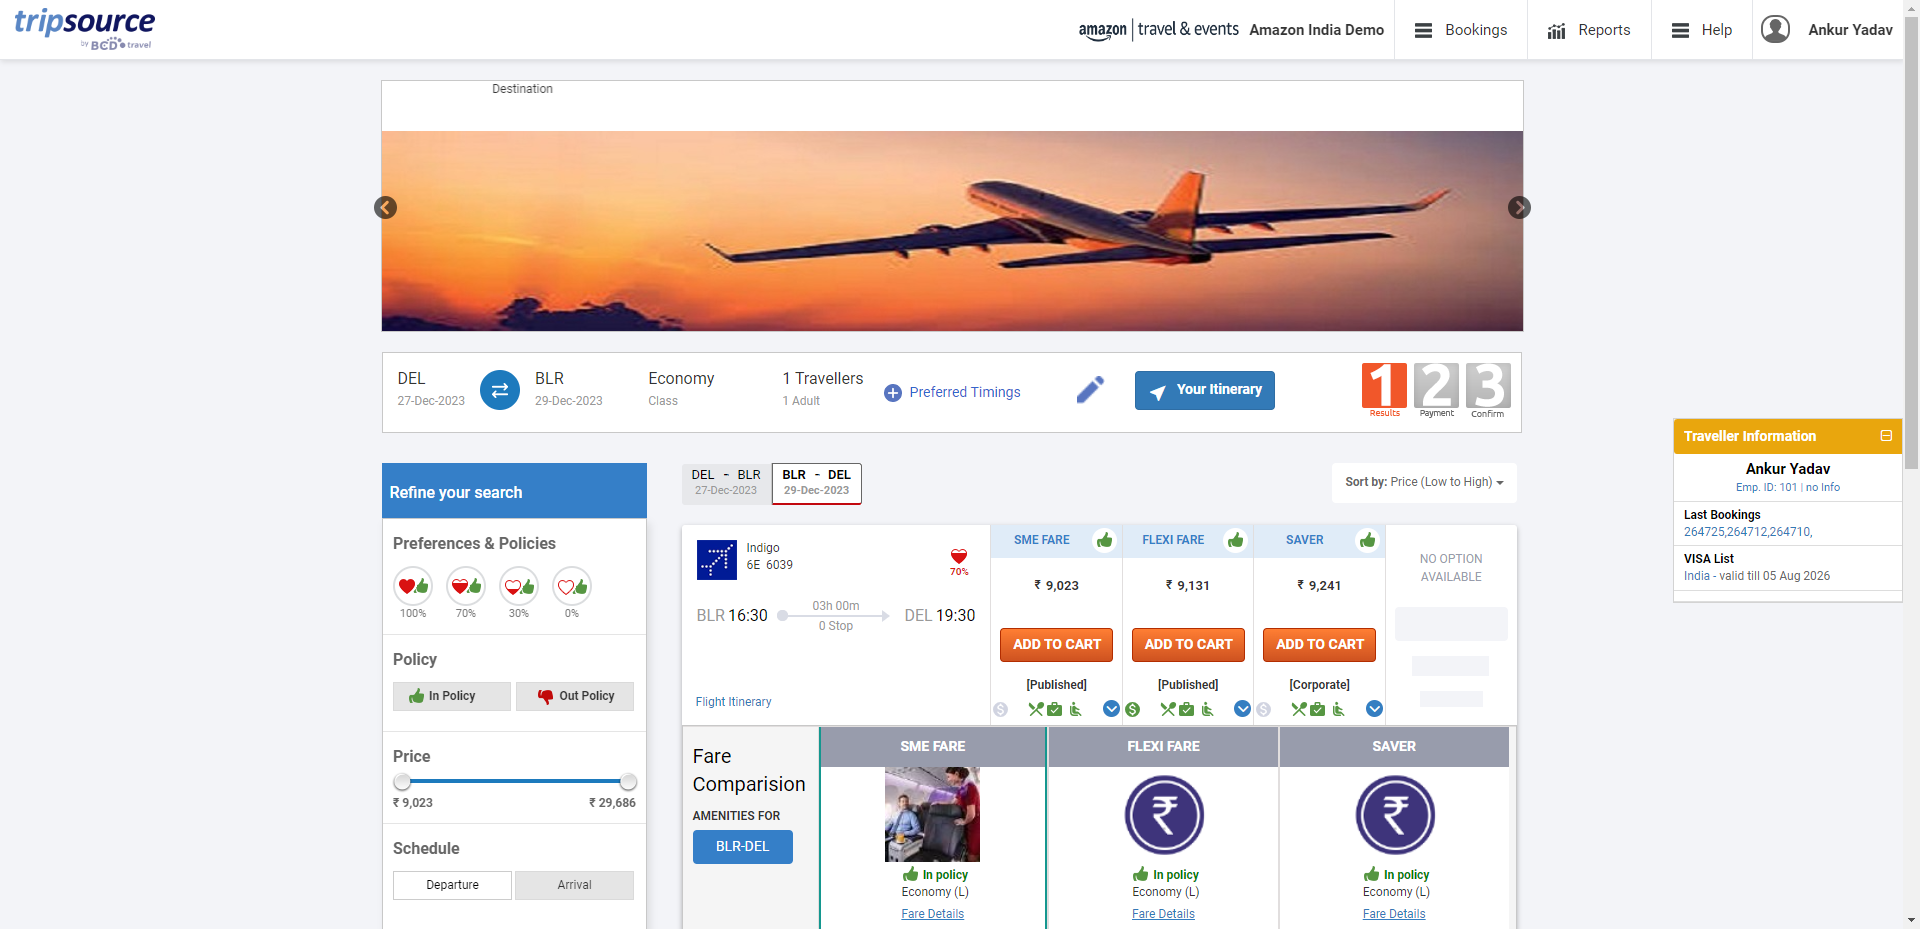 tripsource
by BCD travel
amazon | travel & events
Amazon India Demo
Bookings
Reports
Help
Ankur Yadav
Destination
DEL
27-Dec-2023
BLR
29-Dec-2023
Economy
Class
1 Travellers
1 Adult
Preferred Timings
Your Itinerary
1
Results
2
Payment
3
Confirm
Traveller Information
Ankur Yadav
Emp. ID: 101 | no Info
Last Bookings
264725,264712,264710,
VISA List
India - valid till 05 Aug 2026
Refine your search
Preferences & Policies
100%
70%
30%
0%
Policy
In Policy
Out Policy
Price
₹ 9,023
₹ 29,686
Schedule
Departure
Arrival
DEL - BLR
27-Dec-2023
BLR - DEL
29-Dec-2023
Sort by: Price (Low to High)
Indigo
6E 6039
70%
BLR 16:30
03h 00m
0 Stop
DEL 19:30
Flight Itinerary
SME FARE
₹ 9,023
ADD TO CART
[Published]
FLEXI FARE
₹ 9,131
ADD TO CART
[Published]
SAVER
₹ 9,241
ADD TO CART
[Corporate]
NO OPTION
AVAILABLE
Fare
Comparision
AMENITIES FOR
BLR-DEL
SME FARE
In policy
Economy (L)
Fare Details
FLEXI FARE
₹
In policy
Economy (L)
Fare Details
SAVER
₹
In policy
Economy (L)
Fare Details